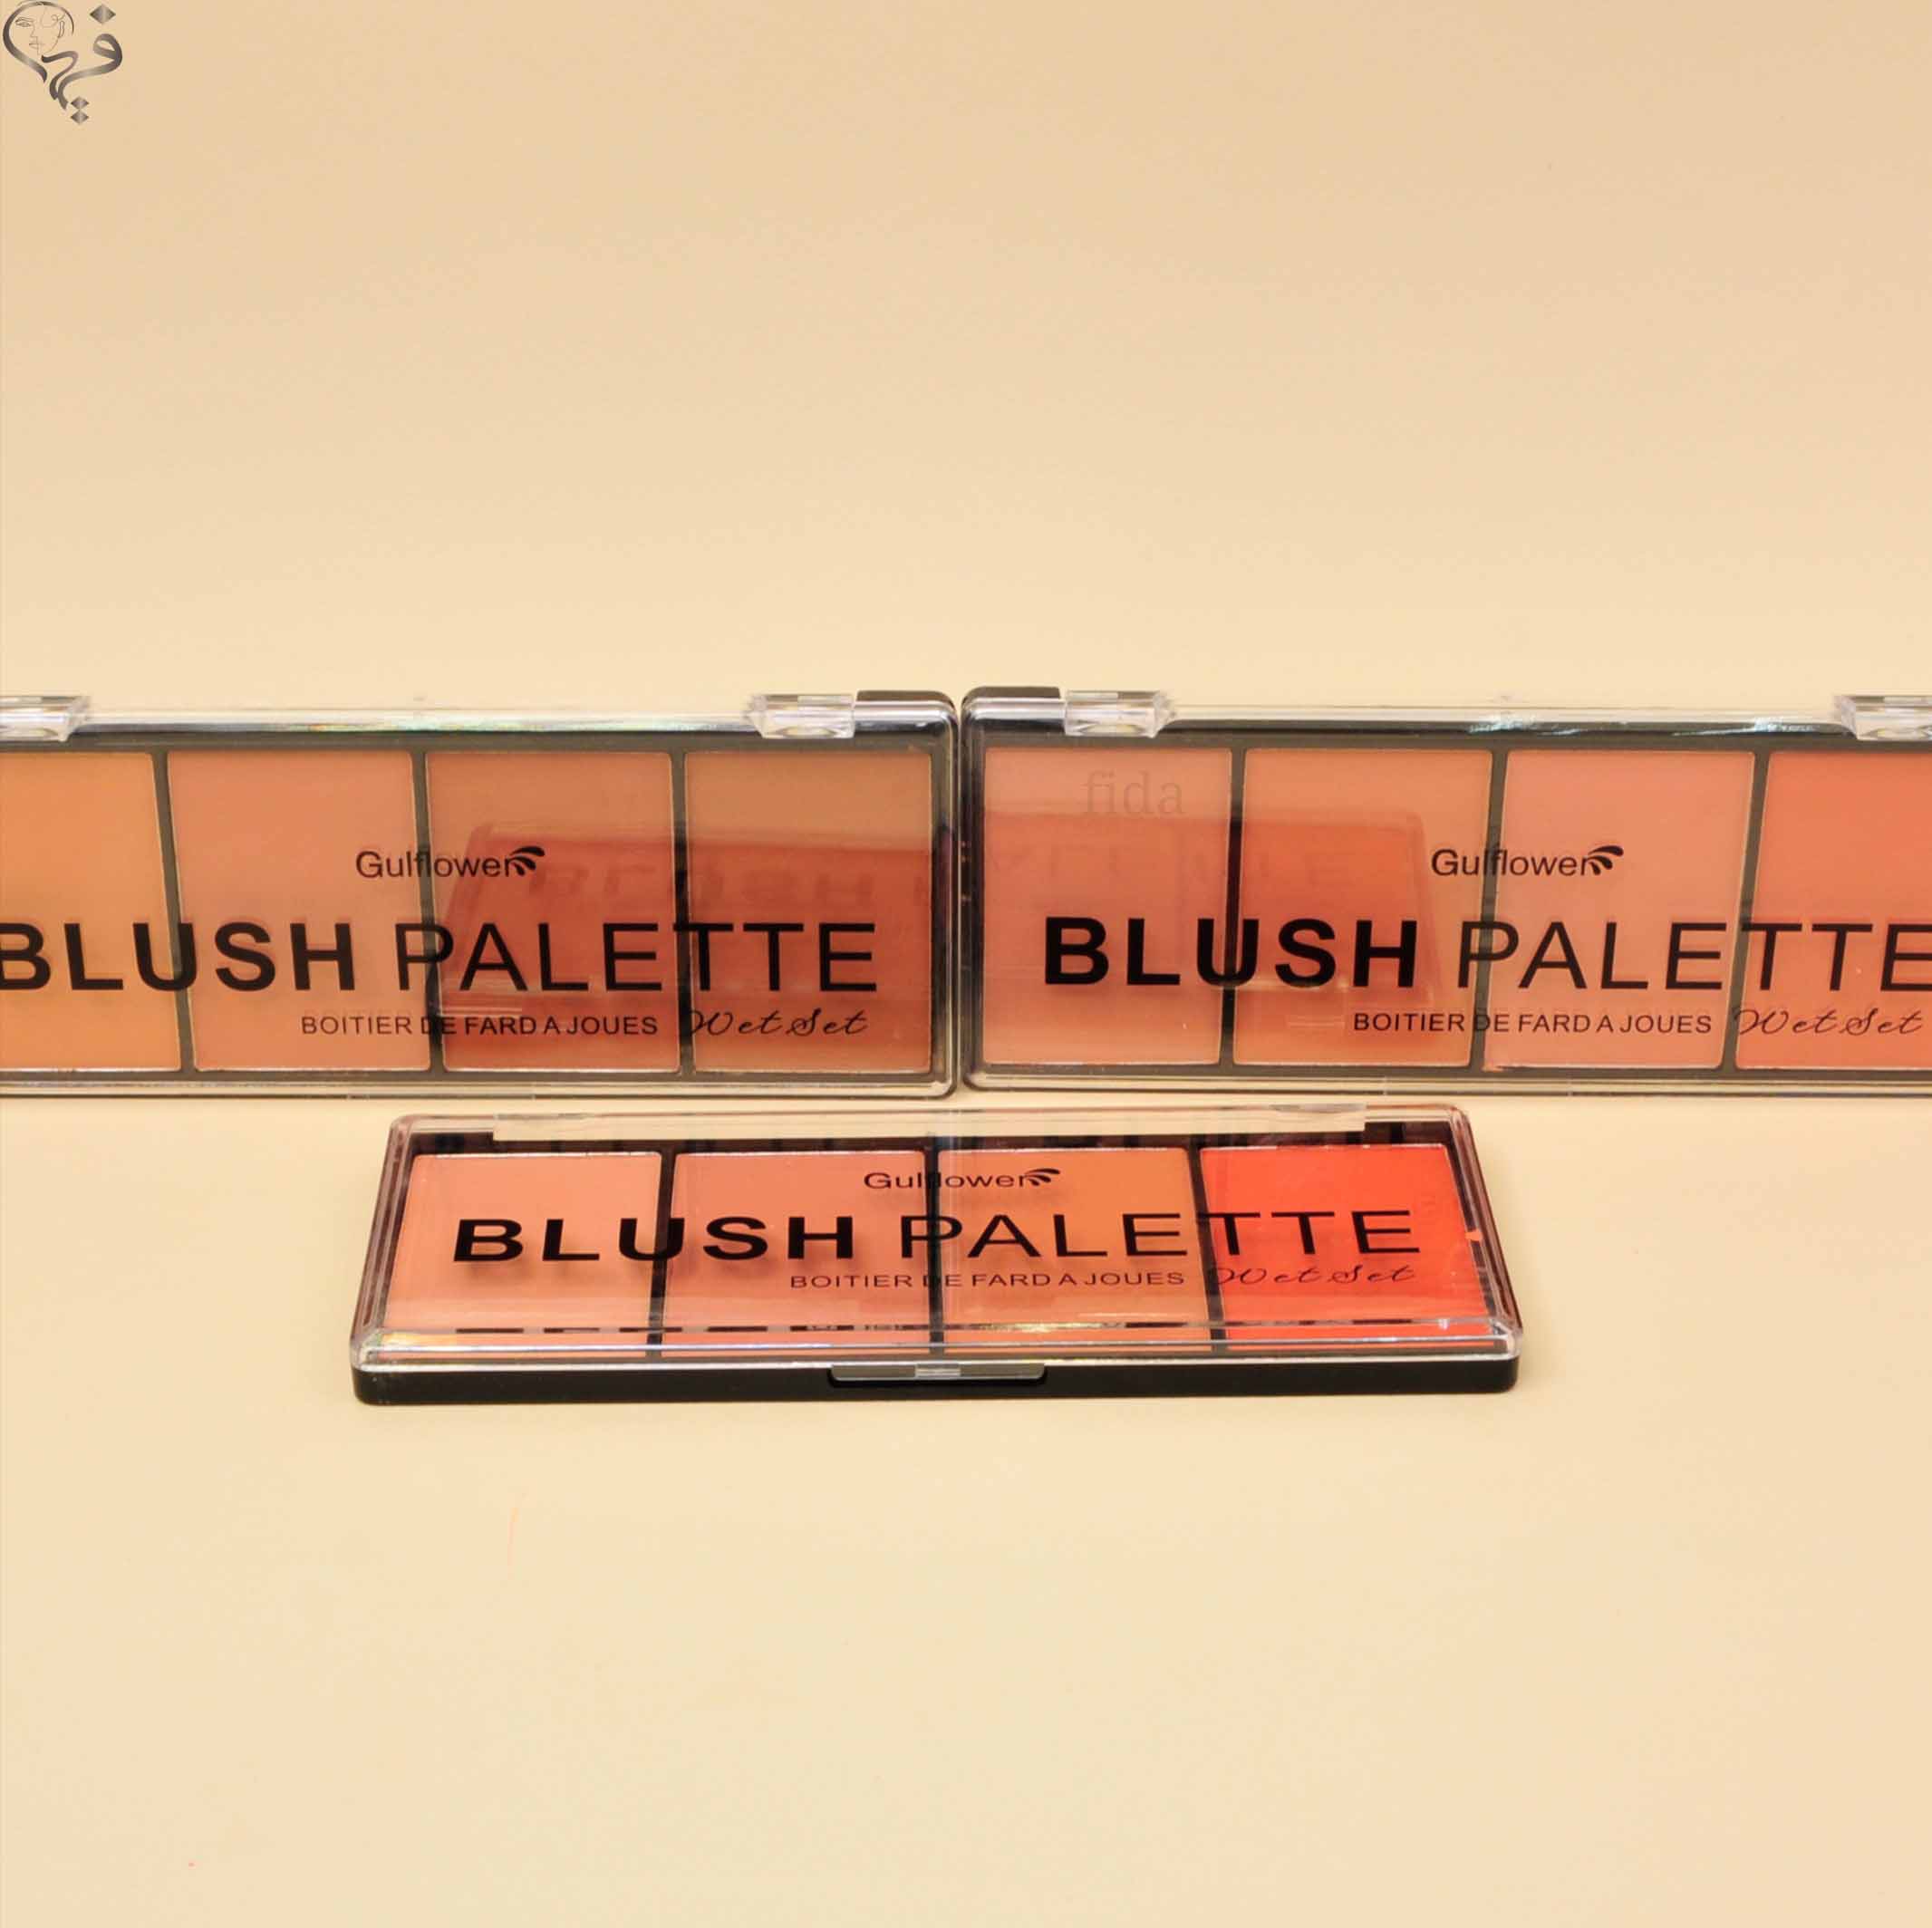 fida
Gulflower
BLUSH PALETTE
BOITIER DE FARD A JOUES Wet Set
Gulflower
BLUSH PALETTE
BOITIER DE FARD A JOUES Wet Set
Gulflower
BLUSH PALETTE
BOITIER DE FARD A JOUES Wet Set